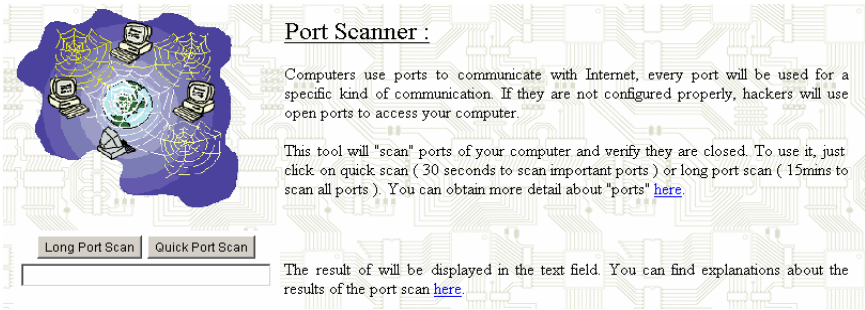 Port Scanner :
Computers use ports to communicate with Internet, every port will be used for a
specific kind of communication. If they are not configured properly, hackers will use
open ports to access your computer.
This tool will "scan" ports of your computer and verify they are closed. To use it, just
click on quick scan ( 30 seconds to scan important ports ) or long port scan ( 15mins to
scan all ports ). You can obtain more detail about "ports" here.
Long Port Scan Quick Port Scan
The result of will be displayed in the text field. You can find explanations about the
results of the port scan here.